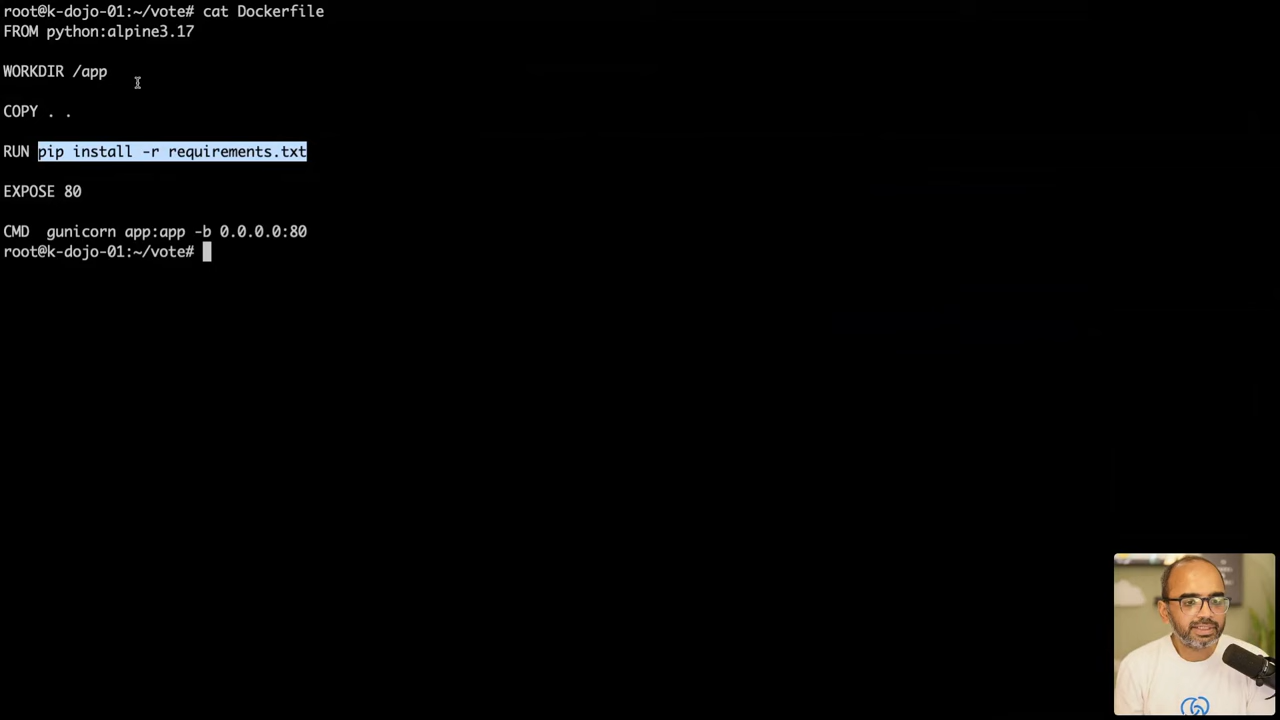 root@k-dojo-01:~/vote# cat Dockerfile
FROM python:alpine3.17
WORKDIR /app
COPY . .
RUN pip install -r requirements.txt
EXPOSE 80
CMD  gunicorn app:app -b 0.0.0.0:80
root@k-dojo-01:~/vote#